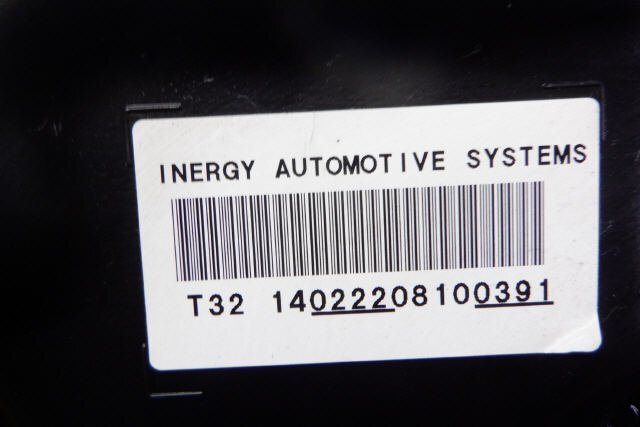 INERGY AUTOMOTIVE SYSTEMS
T32 14022208100391